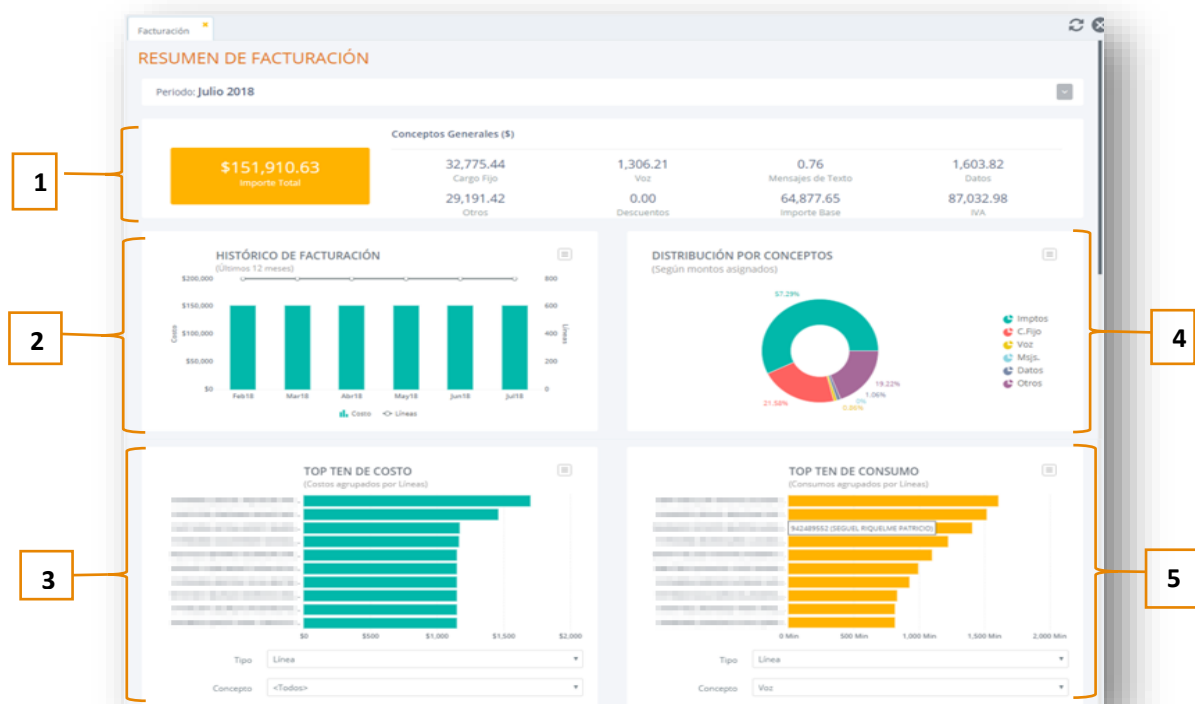 Facturación
RESUMEN DE FACTURACIÓN
Periodo: Julio 2018
1
$151,910.63
Importe Total
Conceptos Generales ($)
32,775.44 1,306.21 0.76 1,603.82
Cargo Fijo Voz Mensajes de Texto Datos
29,191.42 0.00 64,877.65 87,032.98
Otros Descuentos Importe Base IVA
2
HISTÓRICO DE FACTURACIÓN
(Últimos 12 meses)
$200,000 800
$150,000 600
$100,000 400
$50,000 200
$0 0
Costo
Líneas
Feb18 Mar18 Abr18 May18 Jun18 Jul18
Costo Líneas
4
DISTRIBUCIÓN POR CONCEPTOS
(Según montos asignados)
57.29%
19.22%
1.06%
0%
0.86%
21.58%
Imptos
C.Fijo
Voz
Msjs.
Datos
Otros
3
TOP TEN DE COSTO
(Costos agrupados por Líneas)
$0 $500 $1,000 $1,500 $2,000
Tipo Línea
Concepto <Todos>
5
TOP TEN DE CONSUMO
(Consumos agrupados por Líneas)
942489552 (SEGUEL RIQUELME PATRICIO)
0 Min 500 Min 1,000 Min 1,500 Min 2,000 Min
Tipo Línea
Concepto Voz